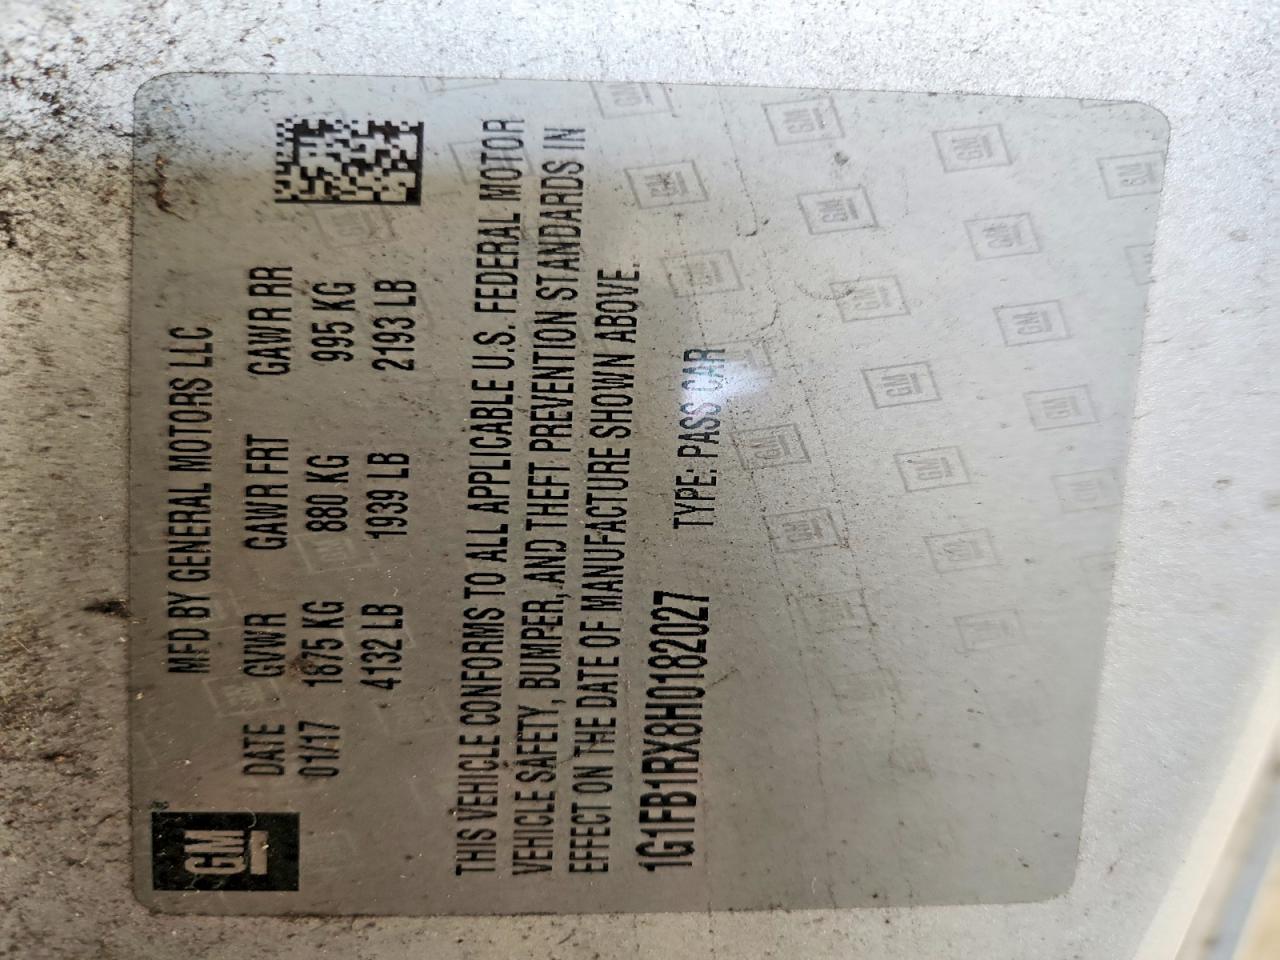 GM®
MFD BY GENERAL MOTORS LLC
DATE GVWR GAWR FRT GAWR RR
01/17 1875 KG 880 KG 995 KG
4132 LB 1939 LB 2193 LB
THIS VEHICLE CONFORMS TO ALL APPLICABLE U.S. FEDERAL MOTOR
VEHICLE SAFETY, BUMPER, AND THEFT PREVENTION STANDARDS IN
EFFECT ON THE DATE OF MANUFACTURE SHOWN ABOVE.
1G1FB1RX8H0182027 TYPE: PASS CAR